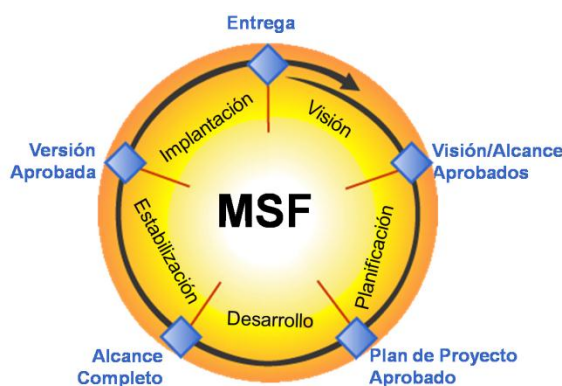 Entrega
Implantación
Visión
Versión
Aprobada
Visión/Alcance
Aprobados
MSF
Estabilización
Planificación
Desarrollo
Alcance
Completo
Plan de Proyecto
Aprobado